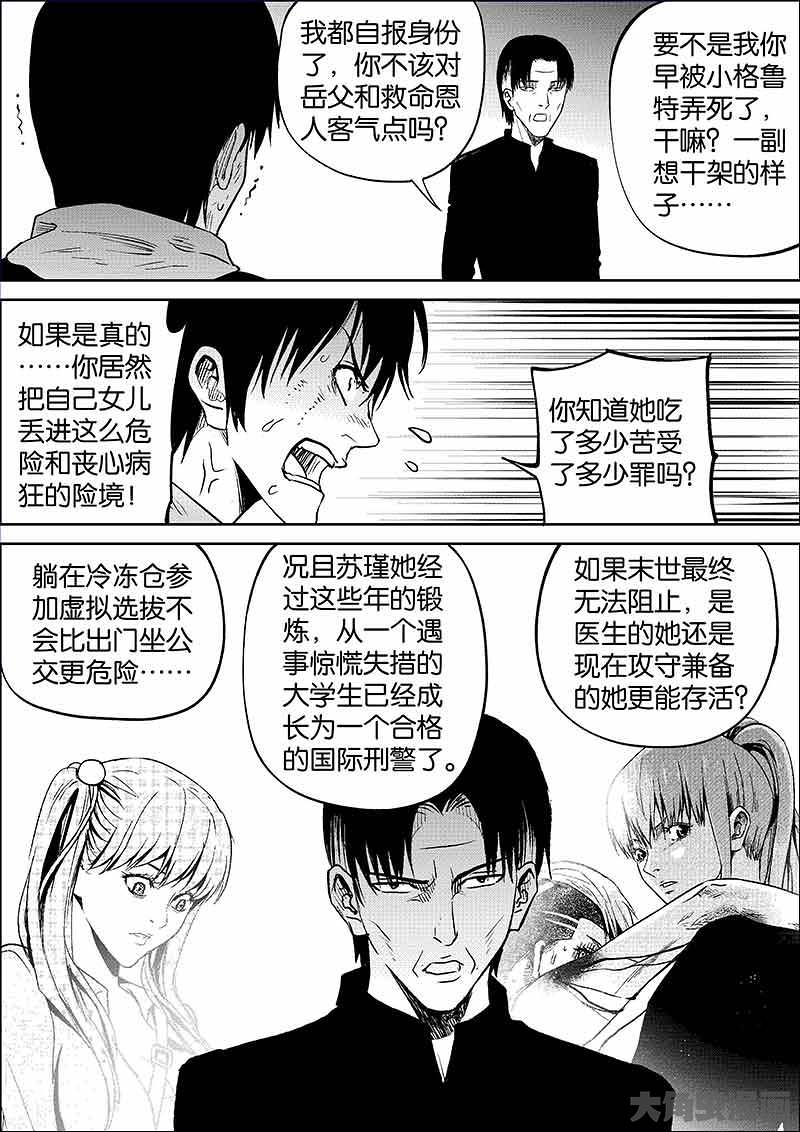 要不是我你
早被小格鲁
特弄死了，
干嘛？一副
想干架的样
子……
我都自报身份
了，你不该对
岳父和救命恩
人客气点吗？
你知道她吃
了多少苦受
了多少罪吗？
如果是真的
……你居然
把自己女儿
丢进这么危
险和丧心病
狂的险境！
如果末世最终
无法阻止，是
医生的她还是
现在攻守兼备
的她更能存活？
况且苏瑾她经
过这些年的锻
炼，从一个遇
事惊慌失措的
大学生已经成
长为一个合格
的国际刑警了。
躺在冷冻仓参
加虚拟选拔不
会比出门坐公
交更危险……